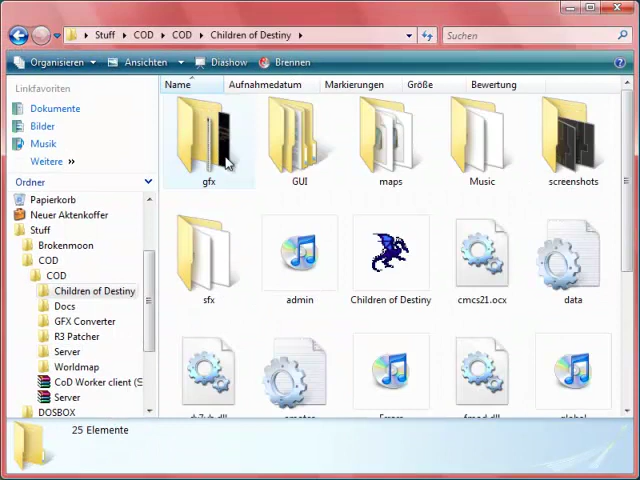 Stuff COD COD Children of Destiny
Suchen
Organisieren Ansichten Diashow Brennen
Linkfavoriten
Dokumente
Bilder
Musik
Weitere »
Ordner
Papierkorb
Neuer Aktenkoffer
Stuff
Brokenmoon
COD
COD
Children of Destiny
Docs
GFX Converter
R3 Patcher
Server
Worldmap
CoD Worker client (S
Server
DOSBOX
Name Aufnahmedatum Markierungen Größe Bewertung
gfx GUI maps Music screenshots
sfx admin Children of Destiny cmcs21.ocx data
25 Elemente